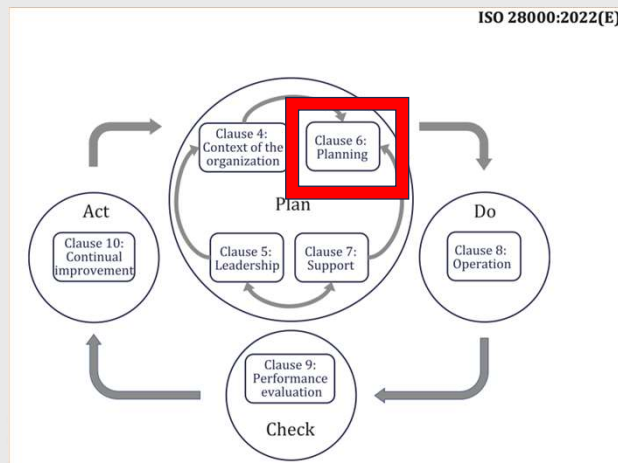 ISO 28000:2022(E)
Clause 4:
Context of the
organization
Clause 6:
Planning
Plan
Clause 5:
Leadership
Clause 7:
Support
Act
Clause 10:
Continual
improvement
Do
Clause 8:
Operation
Clause 9:
Performance
evaluation
Check